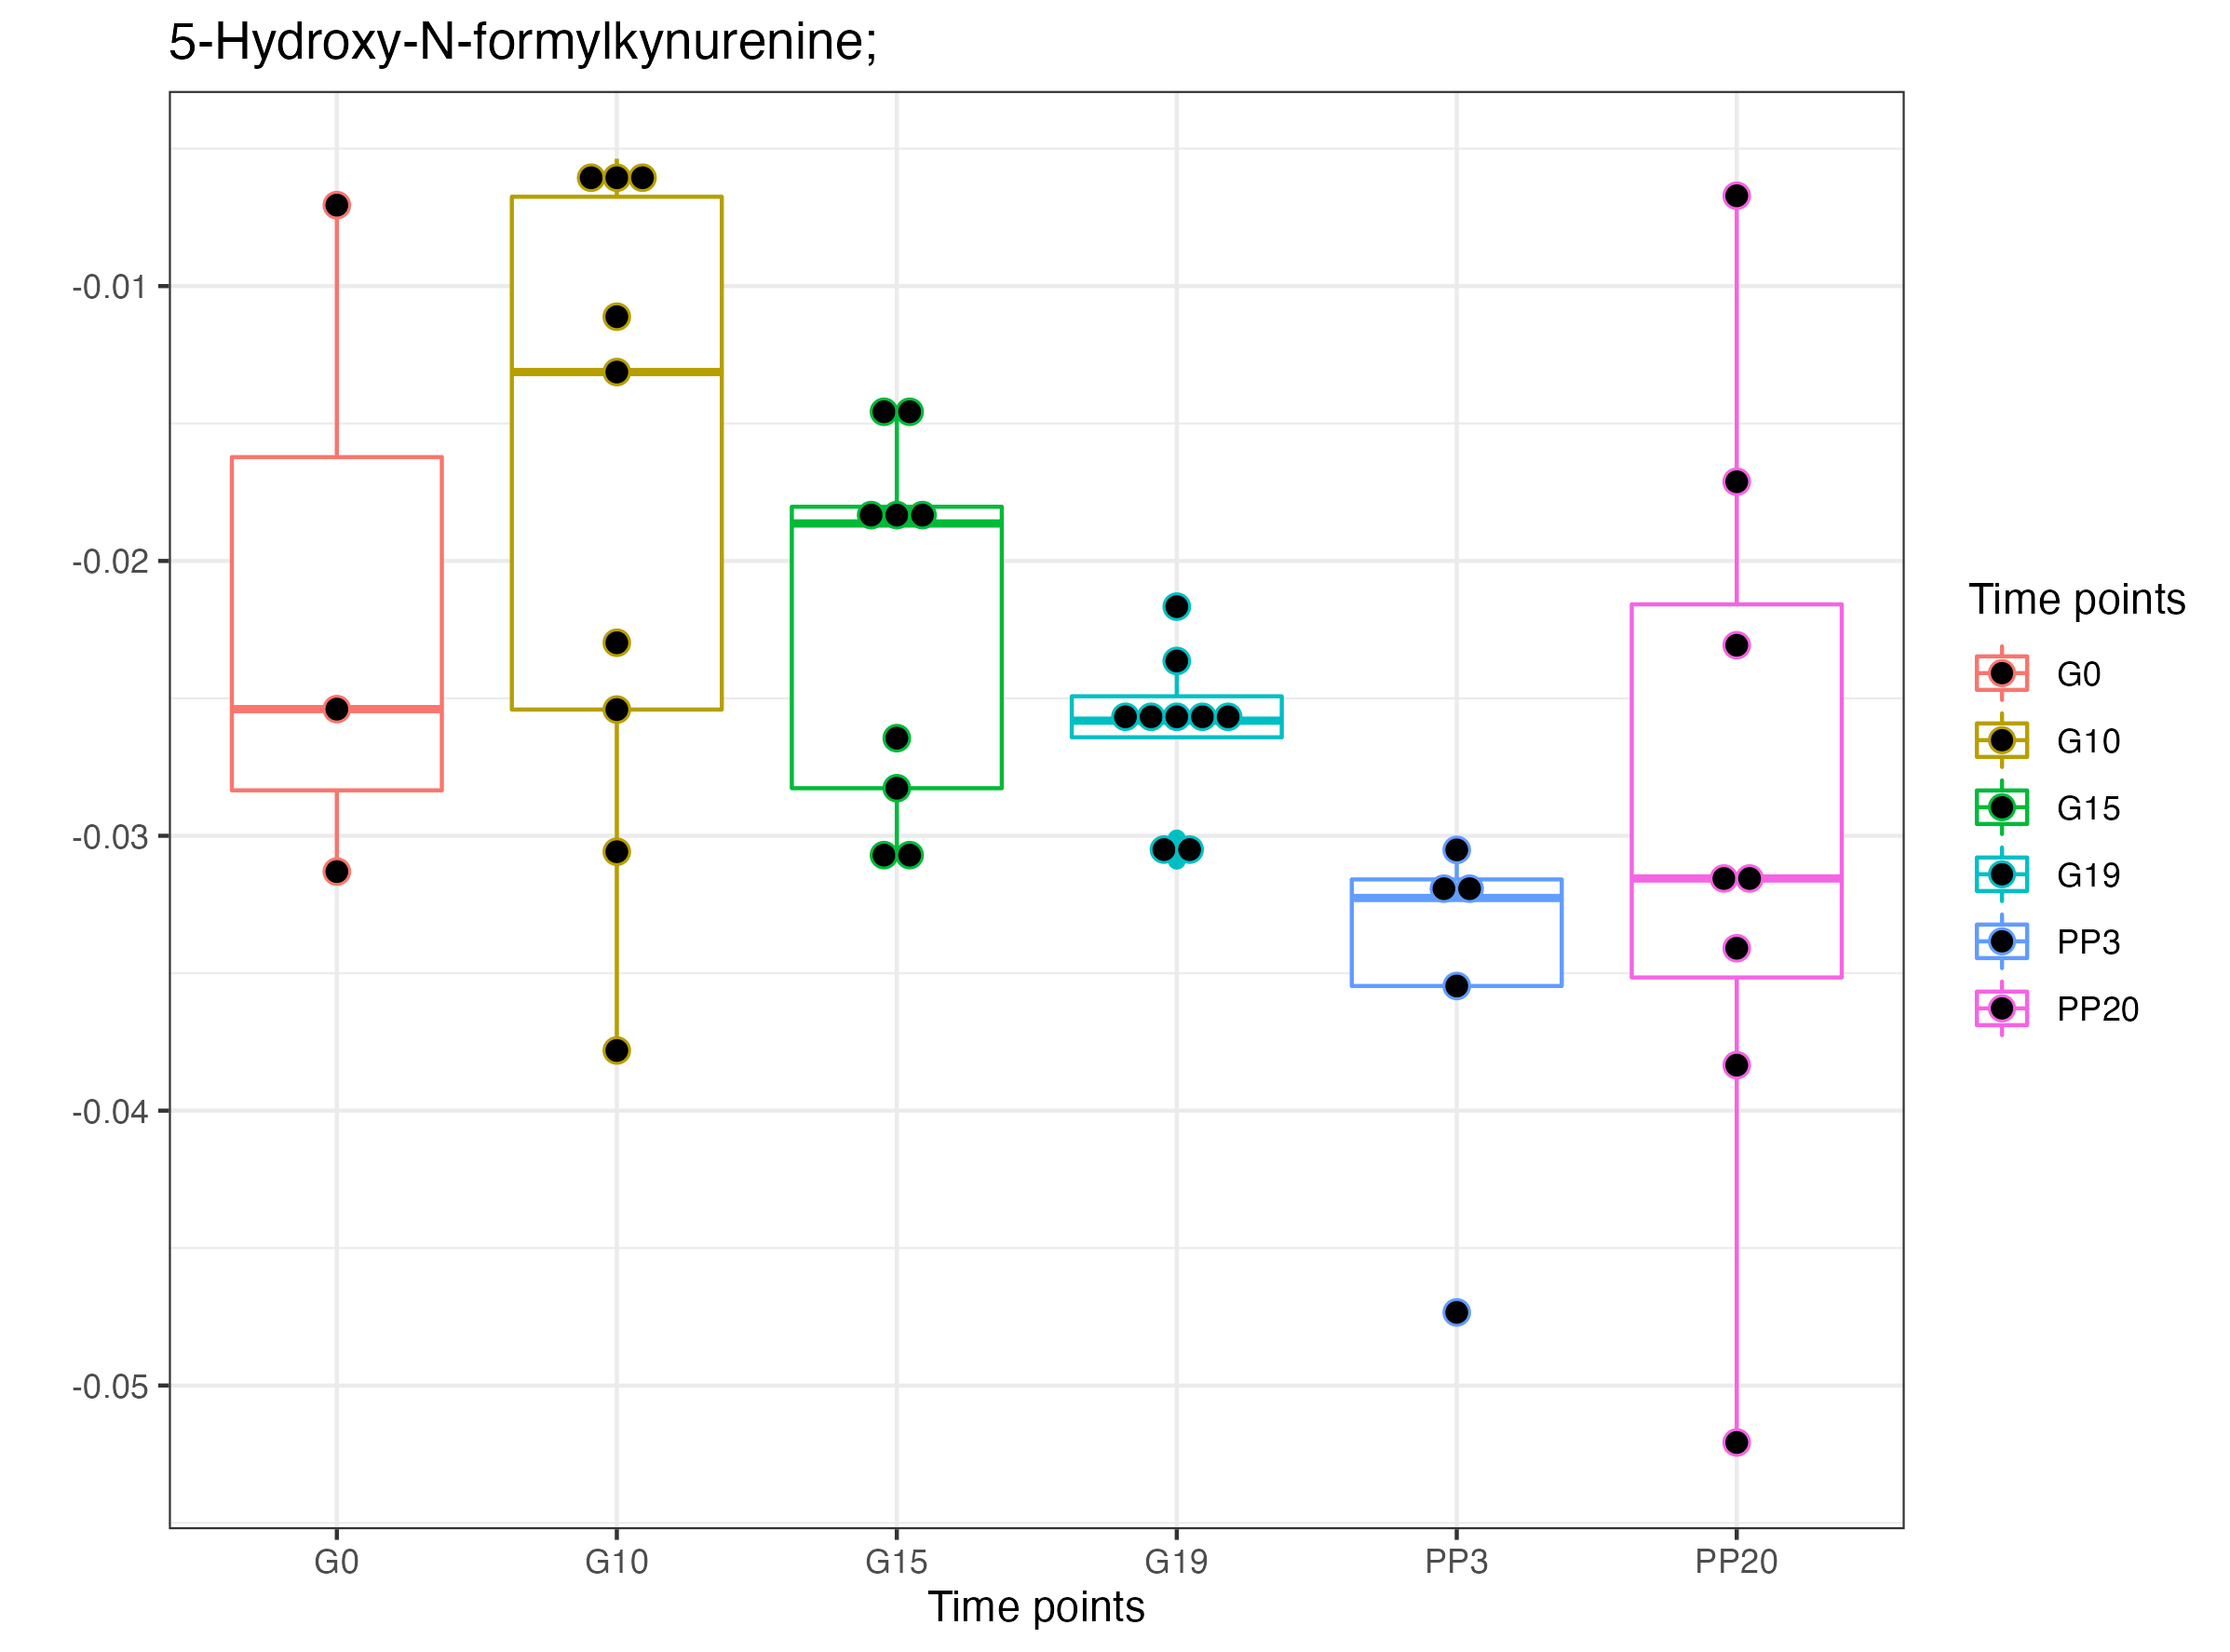 5-Hydroxy-N-formylkynurenine;
-0.01
-0.02
-0.03
-0.04
-0.05
G0 G10 G15 G19 PP3 PP20
Time points
Time points
G0
G10
G15
G19
PP3
PP20